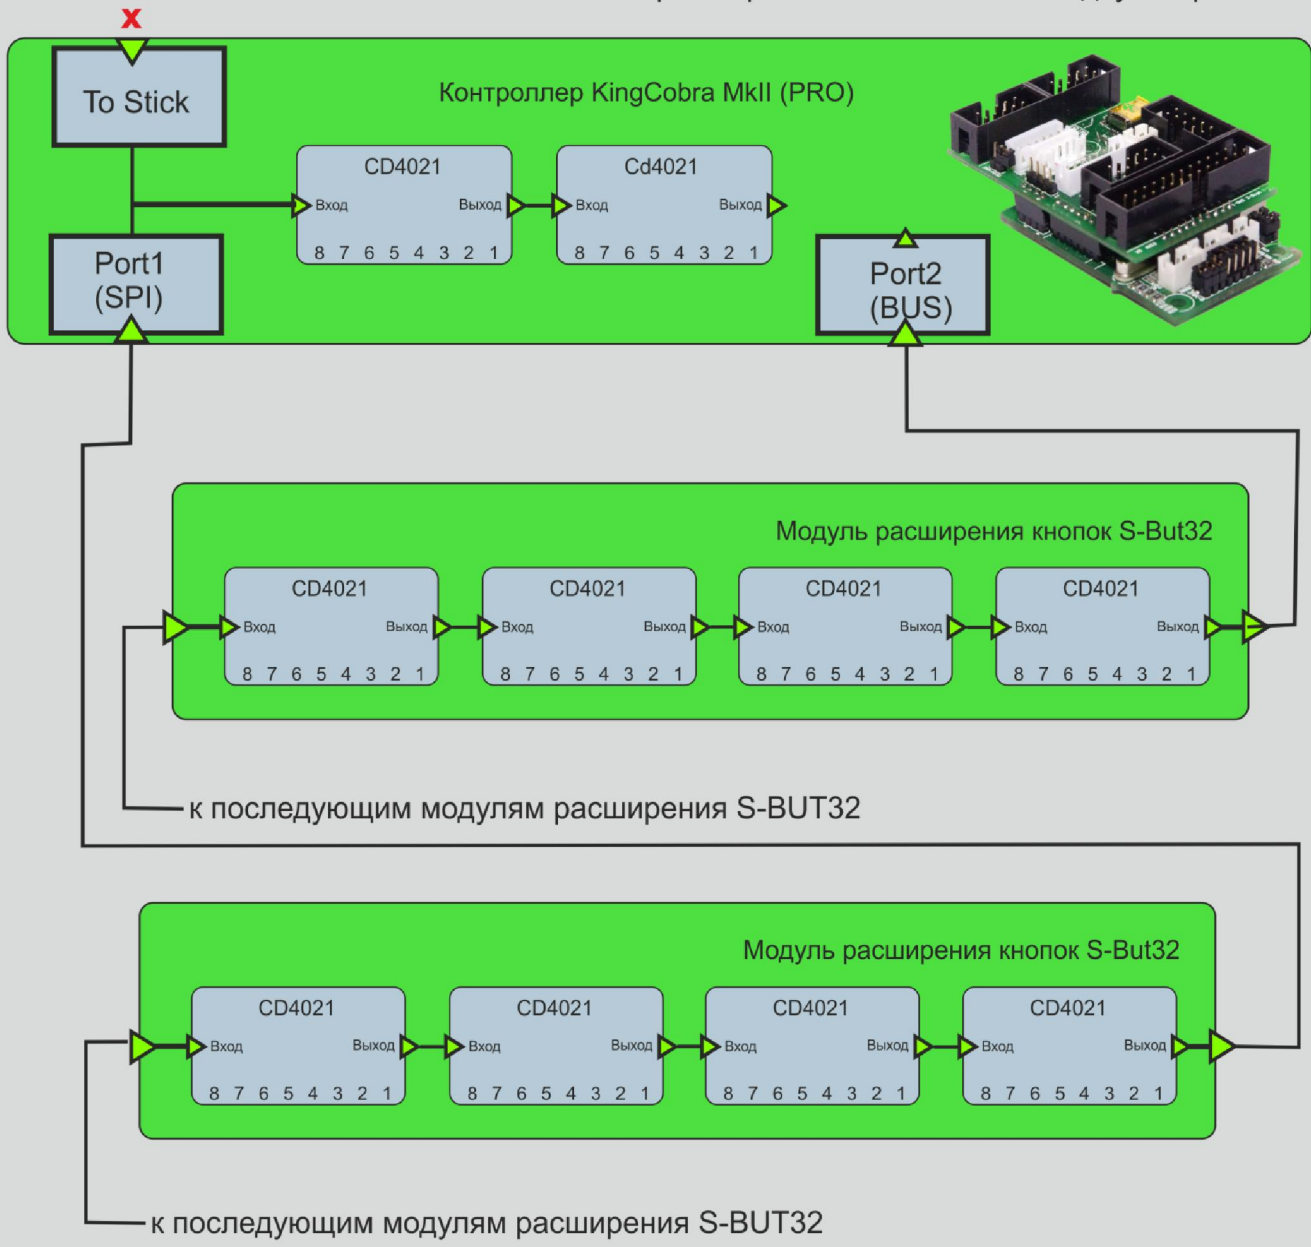 x
To Stick
Контроллер KingCobra MkII (PRO)
CD4021
Вход Выход
8 7 6 5 4 3 2 1
Cd4021
Вход Выход
8 7 6 5 4 3 2 1
Port1
(SPI)
Port2
(BUS)
Модуль расширения кнопок S-But32
CD4021
Вход Выход
8 7 6 5 4 3 2 1
CD4021
Вход Выход
8 7 6 5 4 3 2 1
CD4021
Вход Выход
8 7 6 5 4 3 2 1
CD4021
Вход Выход
8 7 6 5 4 3 2 1
к последующим модулям расширения S-BUT32
Модуль расширения кнопок S-But32
CD4021
Вход Выход
8 7 6 5 4 3 2 1
CD4021
Вход Выход
8 7 6 5 4 3 2 1
CD4021
Вход Выход
8 7 6 5 4 3 2 1
CD4021
Вход Выход
8 7 6 5 4 3 2 1
к последующим модулям расширения S-BUT32